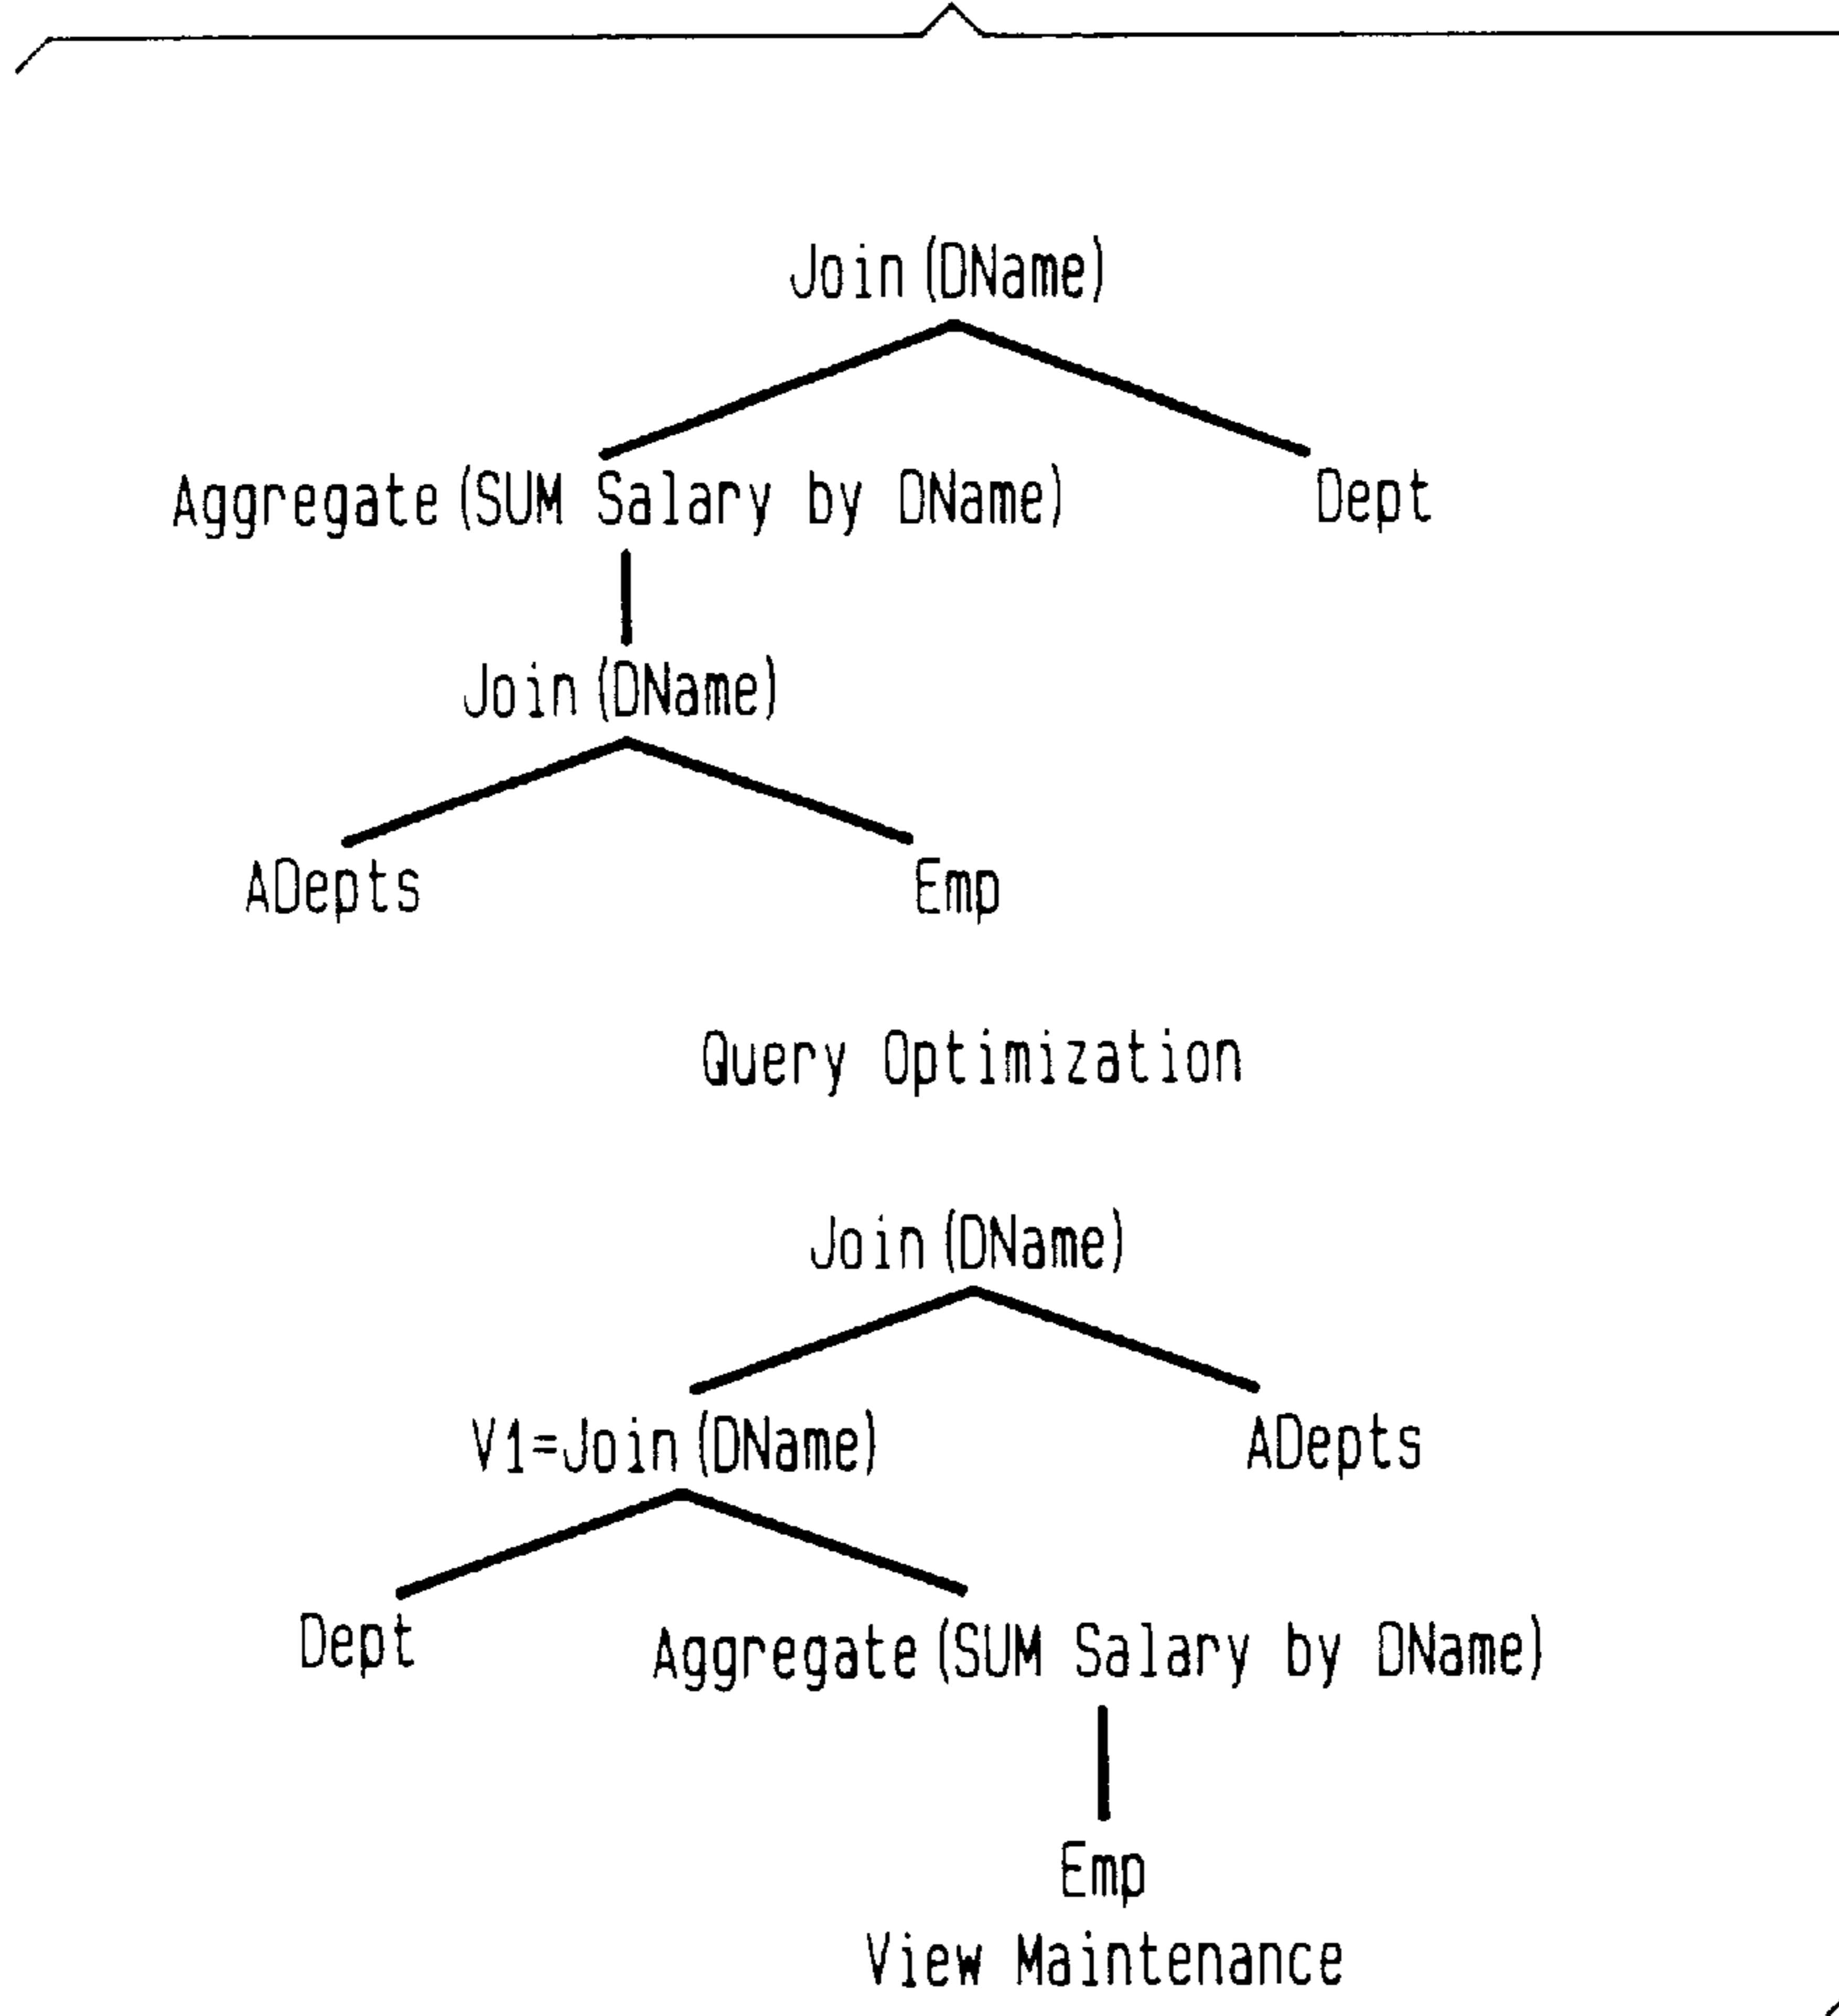 Join (DName)
Aggregate (SUM Salary by DName) Dept
Join (DName)
ADepts Emp
Query Optimization
Join (DName)
V1=Join (DName) ADepts
Dept Aggregate (SUM Salary by DName)
Emp
View Maintenance